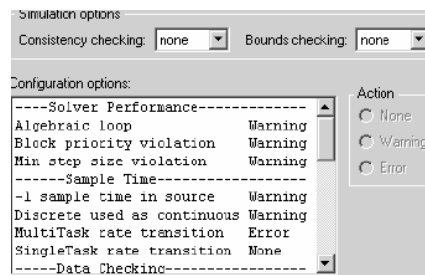 Simulation options
Consistency checking: none Bounds checking: none
Configuration options:
Action
----Solver Performance-------------
Algebraic loop Warning
None
Block priority violation Warning
Warning
Min step size violation Warning
Error
------Sample Time------------------
-1 sample time in source Warning
Discrete used as continuous Warning
MultiTask rate transition Error
SingleTask rate transition None
-----Data Checking-----------------